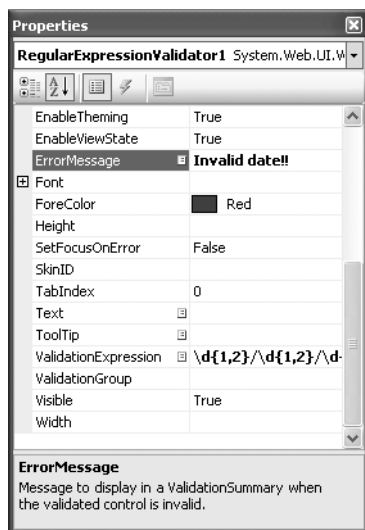 Properties
RegularExpressionValidator1 System.Web.UI.W
EnableTheming True
EnableViewState True
ErrorMessage Invalid date!!
Font
ForeColor Red
Height
SetFocusOnError False
SkinID
TabIndex 0
Text
ToolTip
ValidationExpression \d{1,2}/\d{1,2}/\d
ValidationGroup
Visible True
Width
ErrorMessage
Message to display in a ValidationSummary when
the validated control is invalid.